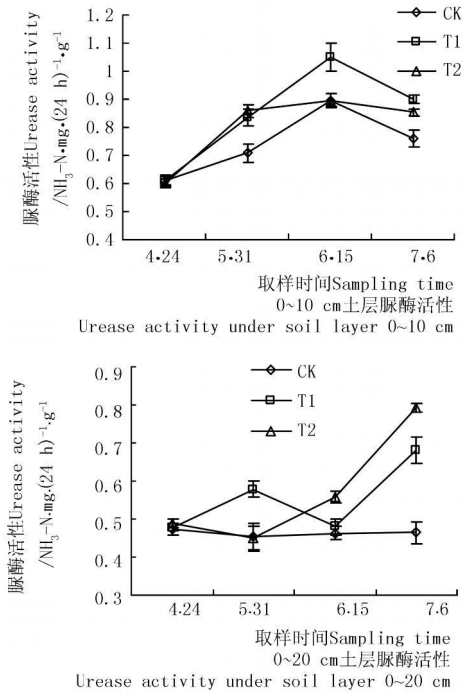 脲酶活性Urease activity
/NH₃-N•mg•(24 h)⁻¹•g⁻¹
1.2
1.1
1
0.9
0.8
0.7
0.6
0.5
0.4
CK
T1
T2
4•24 5•31 6•15 7•6
取样时间Sampling time
0~10 cm土层脲酶活性
Urease activity under soil layer 0~10 cm
脲酶活性Urease activity
/NH₃-N·mg·(24 h)⁻¹·g⁻¹
0.9
0.8
0.7
0.6
0.5
0.4
0.3
CK
T1
T2
4·24 5·31 6·15 7·6
取样时间Sampling time
0~20 cm土层脲酶活性
Urease activity under soil layer 0~20 cm